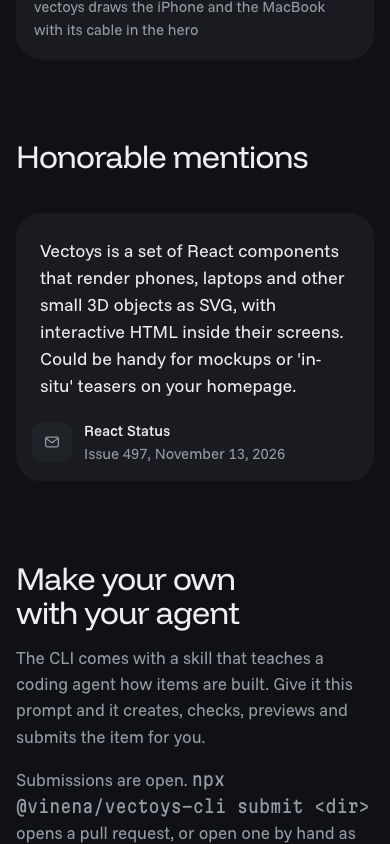 vectoys draws the iPhone and the MacBook
with its cable in the hero
Honorable mentions
Vectoys is a set of React components
that render phones, laptops and other
small 3D objects as SVG, with
interactive HTML inside their screens.
Could be handy for mockups or 'in-
situ' teasers on your homepage.
React Status
Issue 497, November 13, 2026
Make your own
with your agent
The CLI comes with a skill that teaches a
coding agent how items are built. Give it this
prompt and it creates, checks, previews and
submits the item for you.
Submissions are open. npx
@vinena/vectoys-cli submit <dir>
opens a pull request, or open one by hand as